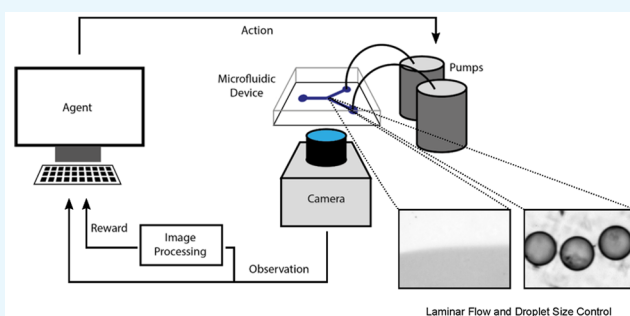 Action
Agent
Microfluidic
Device
Pumps
Camera
Reward
Image
Processing
Observation
Laminar Flow and Droplet Size Control